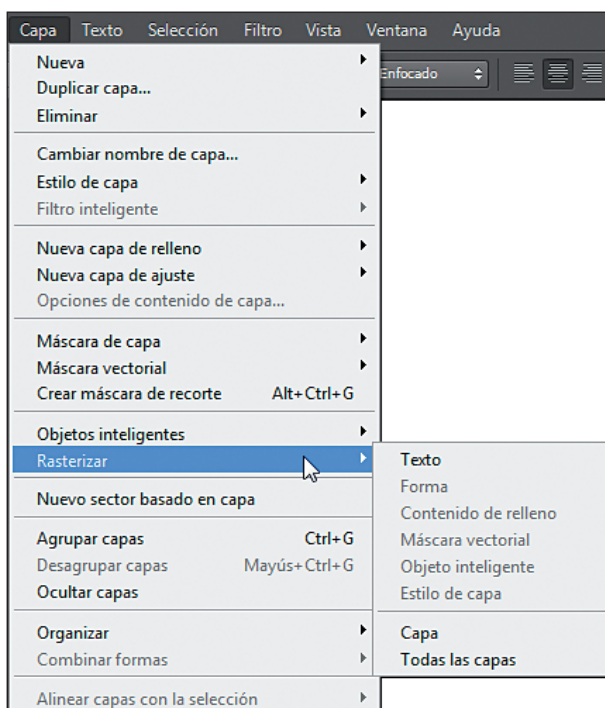 Capa Texto Selección Filtro Vista Ventana Ayuda
Enfocado
Nueva
Duplicar capa...
Eliminar
Cambiar nombre de capa...
Estilo de capa
Filtro inteligente
Nueva capa de relleno
Nueva capa de ajuste
Opciones de contenido de capa...
Máscara de capa
Máscara vectorial
Crear máscara de recorte Alt+Ctrl+G
Objetos inteligentes
Rasterizar
Nuevo sector basado en capa
Agrupar capas Ctrl+G
Desagrupar capas Mayús+Ctrl+G
Ocultar capas
Organizar
Combinar formas
Alinear capas con la selección
Texto
Forma
Contenido de relleno
Máscara vectorial
Objeto inteligente
Estilo de capa
Capa
Todas las capas